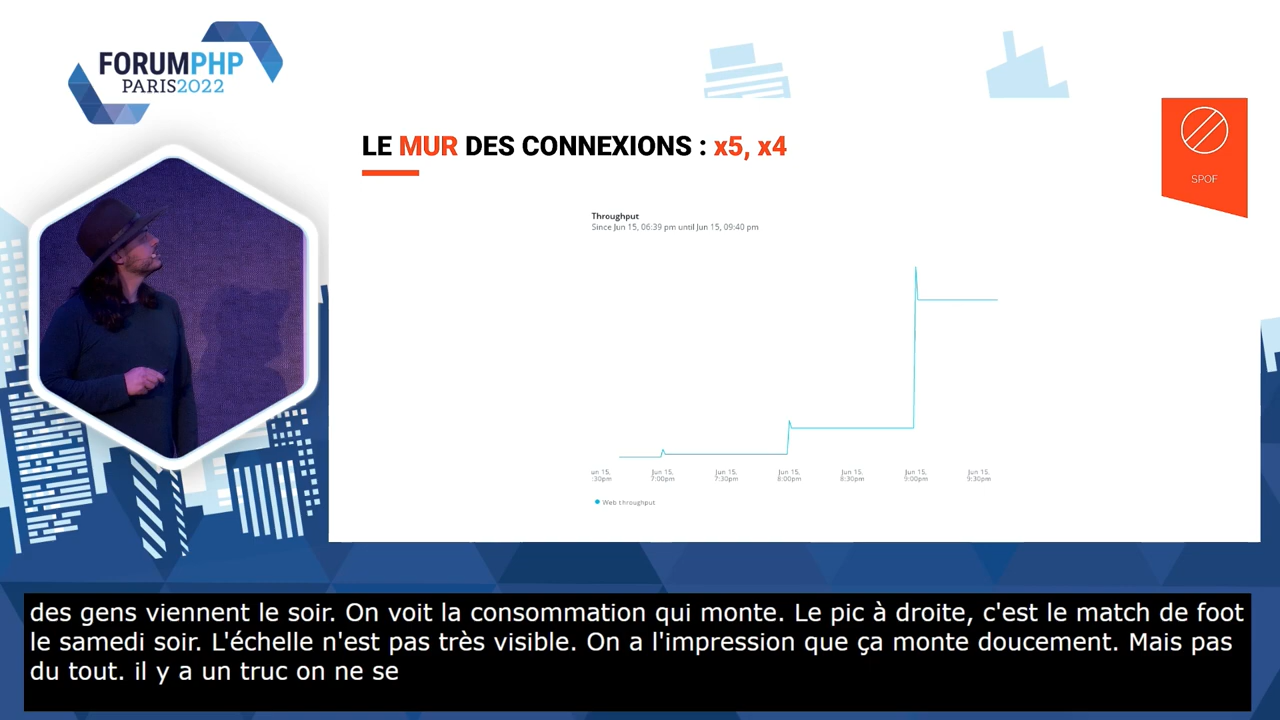 FORUMPHP
PARIS2022
LE MUR DES CONNEXIONS : x5, x4
SPOF
Throughput
Since Jun 15, 06:39 pm until Jun 15, 09:40 pm
un 15,
:30pm
Jun 15,
7:00pm
Jun 15,
7:30pm
Jun 15,
8:00pm
Jun 15,
8:30pm
Jun 15,
9:00pm
Jun 15,
9:30pm
Web throughput
des gens viennent le soir. On voit la consommation qui monte. Le pic à droite, c'est le match de foot
le samedi soir. L'échelle n'est pas très visible. On a l'impression que ça monte doucement. Mais pas
du tout. il y a un truc on ne se